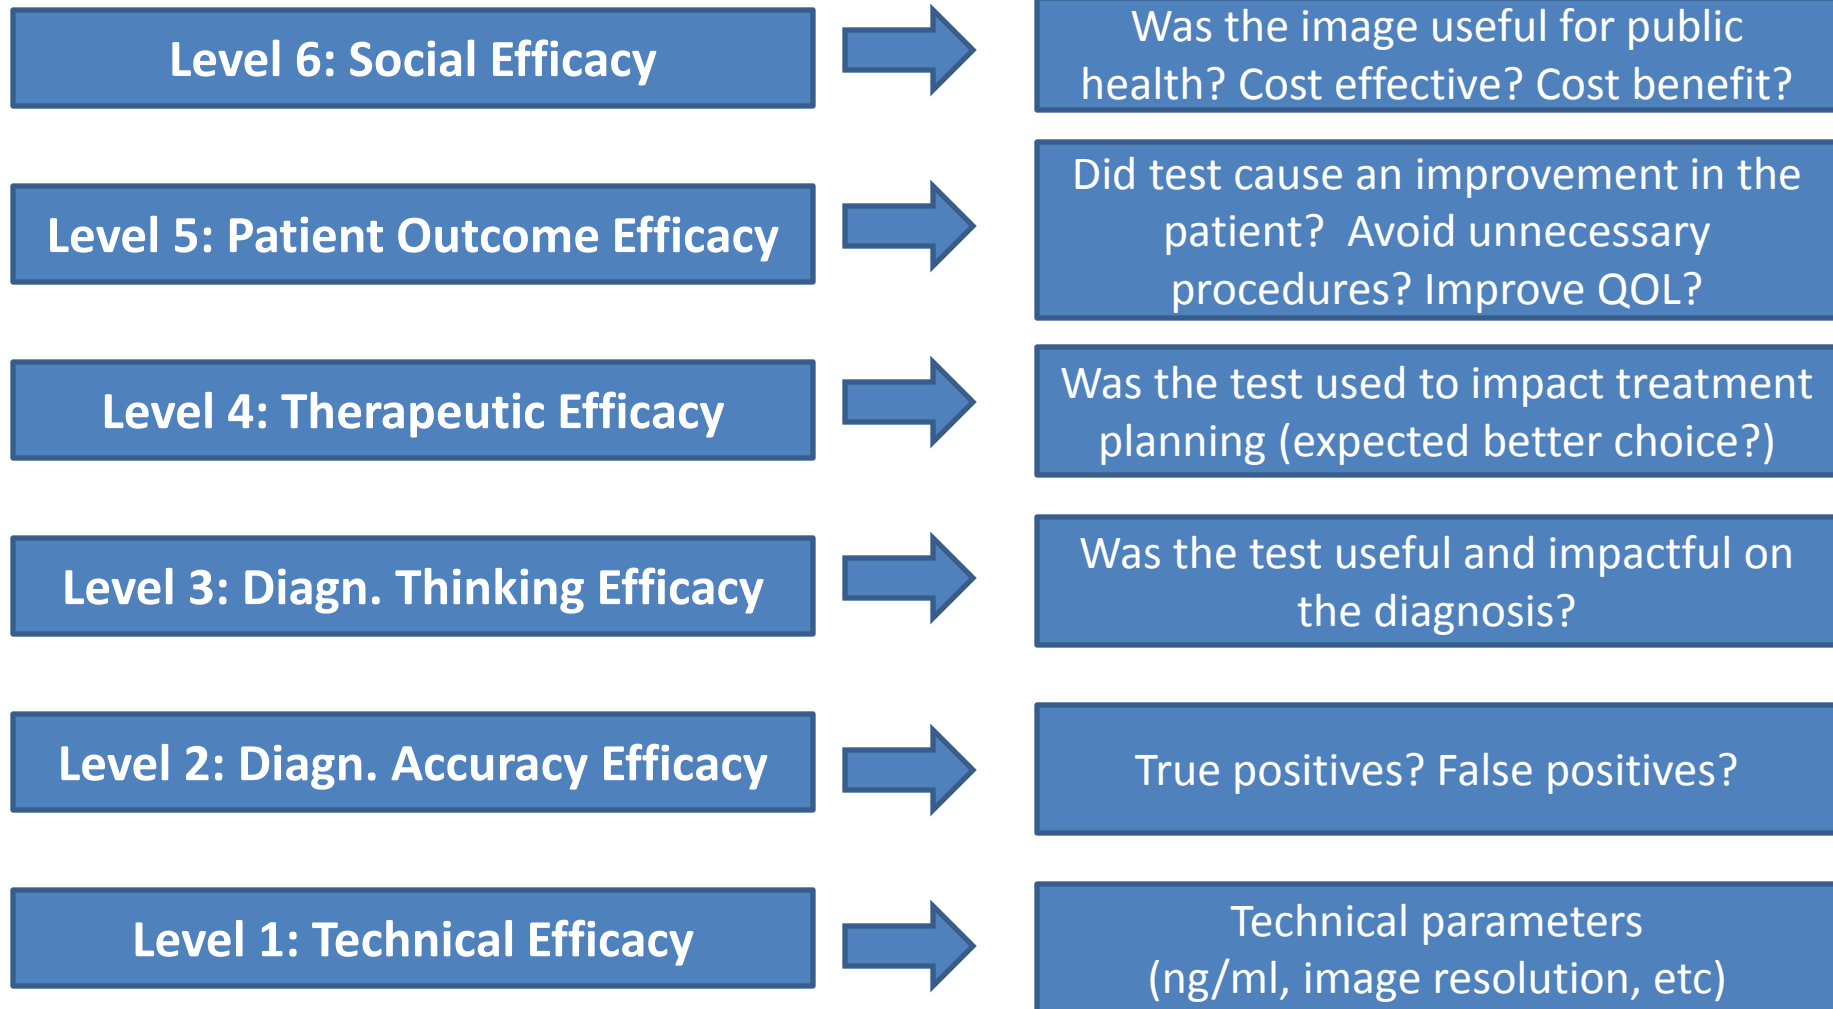 Level 6: Social Efficacy
Was the image useful for public
health? Cost effective? Cost benefit?
Level 5: Patient Outcome Efficacy
Did test cause an improvement in the
patient?  Avoid unnecessary
procedures? Improve QOL?
Level 4: Therapeutic Efficacy
Was the test used to impact treatment
planning (expected better choice?)
Level 3: Diagn. Thinking Efficacy
Was the test useful and impactful on
the diagnosis?
Level 2: Diagn. Accuracy Efficacy
True positives? False positives?
Level 1: Technical Efficacy
Technical parameters
(ng/ml, image resolution, etc)